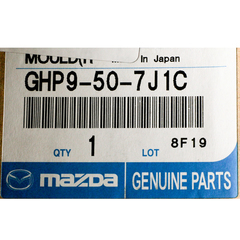 MOULD(R
In Japan
GHP9-50-7J1C
8F19
QTY 1 LOT
mazda GENUINE PARTS